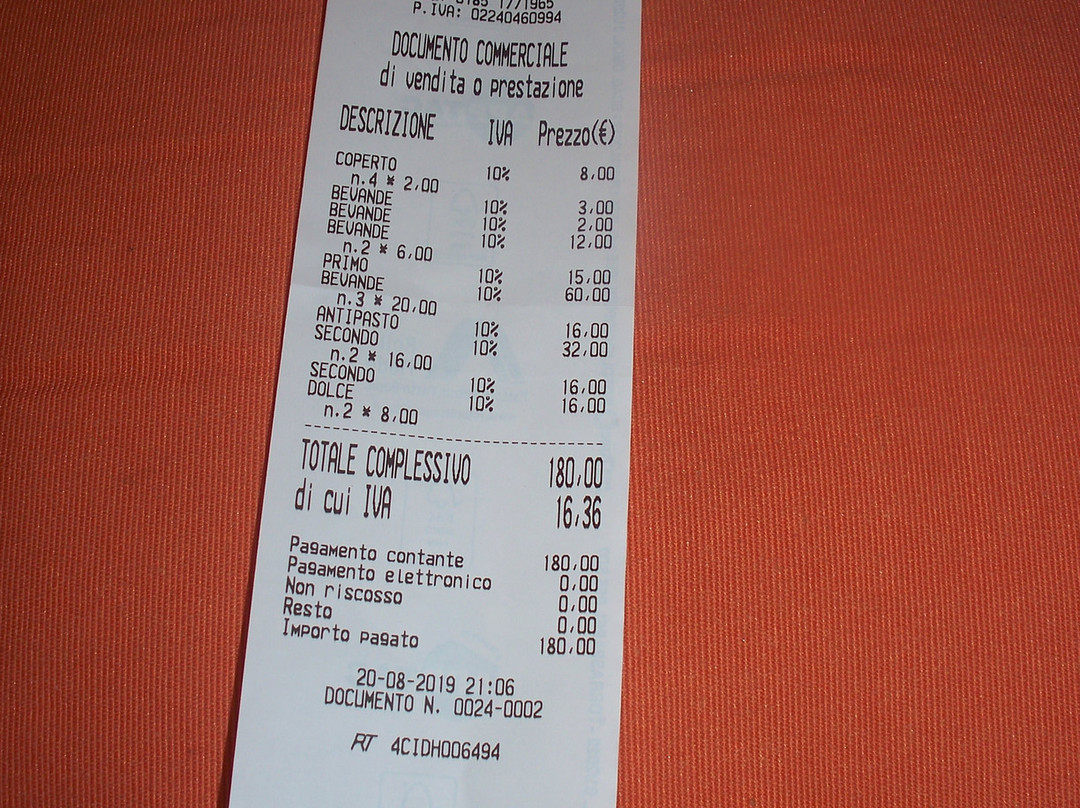 0185 1771965
P.IVA: 02240460994
DOCUMENTO COMMERCIALE
di vendita o prestazione
DESCRIZIONE IVA Prezzo(€)
COPERTO 10% 8,00
n.4 * 2,00
BEVANDE 10% 3,00
BEVANDE 10% 2,00
BEVANDE 10% 12,00
n.2 * 6,00
PRIMO 10% 15,00
BEVANDE 10% 60,00
n.3 * 20,00
ANTIPASTO 10% 16,00
SECONDO 10% 32,00
n.2 * 16,00
SECONDO 10% 16,00
DOLCE 10% 16,00
n.2 * 8,00
TOTALE COMPLESSIVO 180,00
di cui IVA 16,36
Pagamento contante 180,00
Pagamento elettronico 0,00
Non riscosso 0,00
Resto 0,00
Importo pagato 180,00
20-08-2019 21:06
DOCUMENTO N. 0024-0002
RT 4CIDH006494